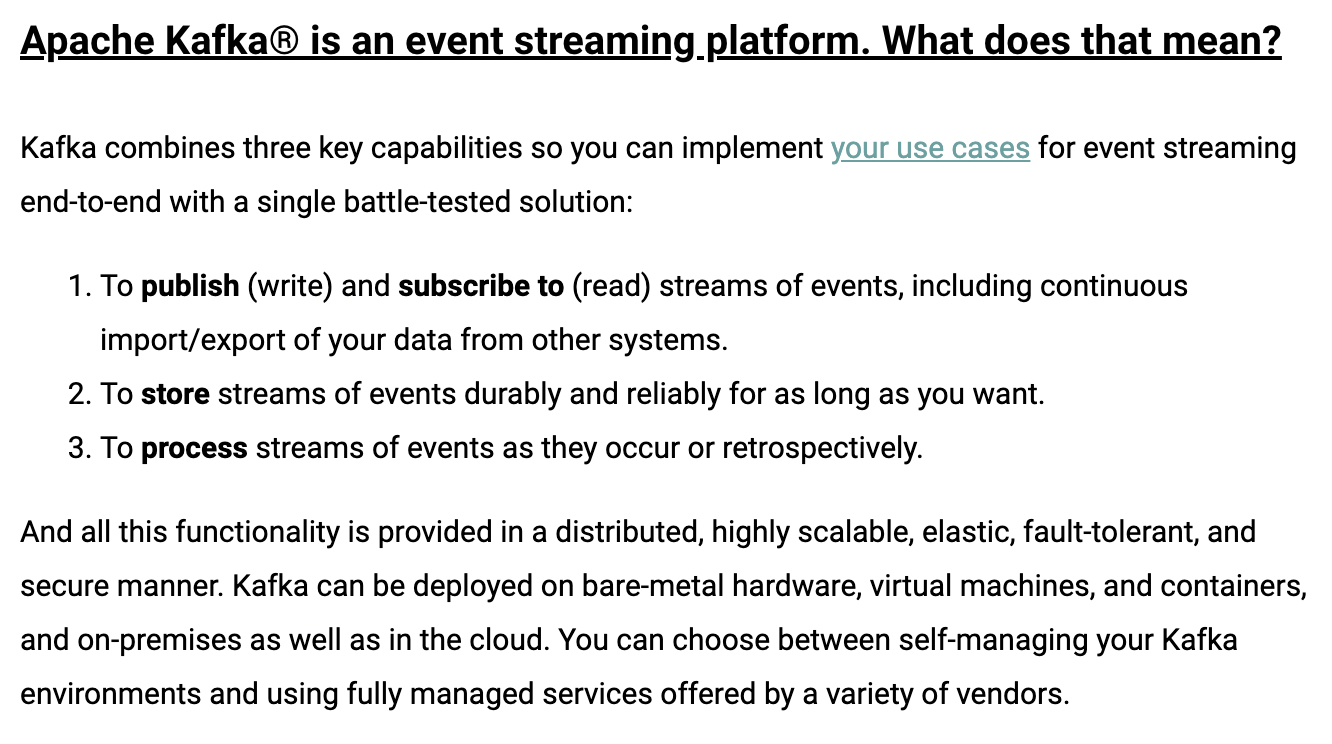 Apache Kafka® is an event streaming platform. What does that mean?
Kafka combines three key capabilities so you can implement your use cases for event streaming
end-to-end with a single battle-tested solution:
1. To publish (write) and subscribe to (read) streams of events, including continuous
import/export of your data from other systems.
2. To store streams of events durably and reliably for as long as you want.
3. To process streams of events as they occur or retrospectively.
And all this functionality is provided in a distributed, highly scalable, elastic, fault-tolerant, and
secure manner. Kafka can be deployed on bare-metal hardware, virtual machines, and containers,
and on-premises as well as in the cloud. You can choose between self-managing your Kafka
environments and using fully managed services offered by a variety of vendors.